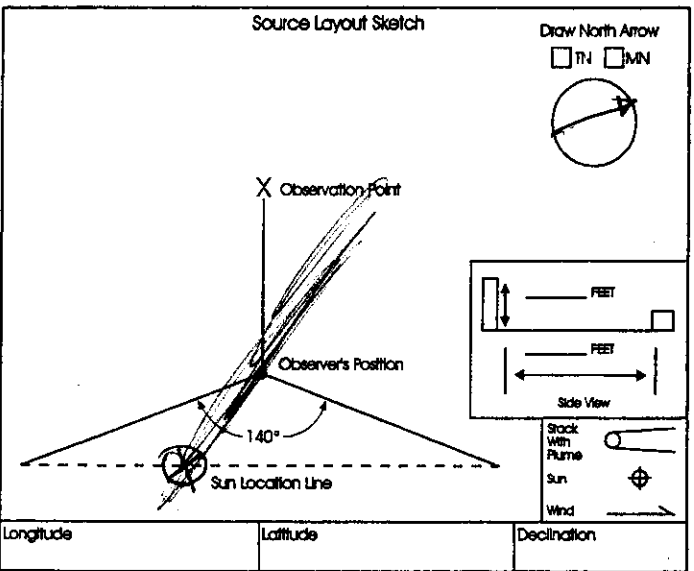 Source Layout Sketch
Draw North Arrow
TN MN
X Observation Point
Observer's Position
140°
Sun Location Line
FEET
FEET
Side View
Stack
With
Plume
Sun
Wind
Longitude Latitude Declination